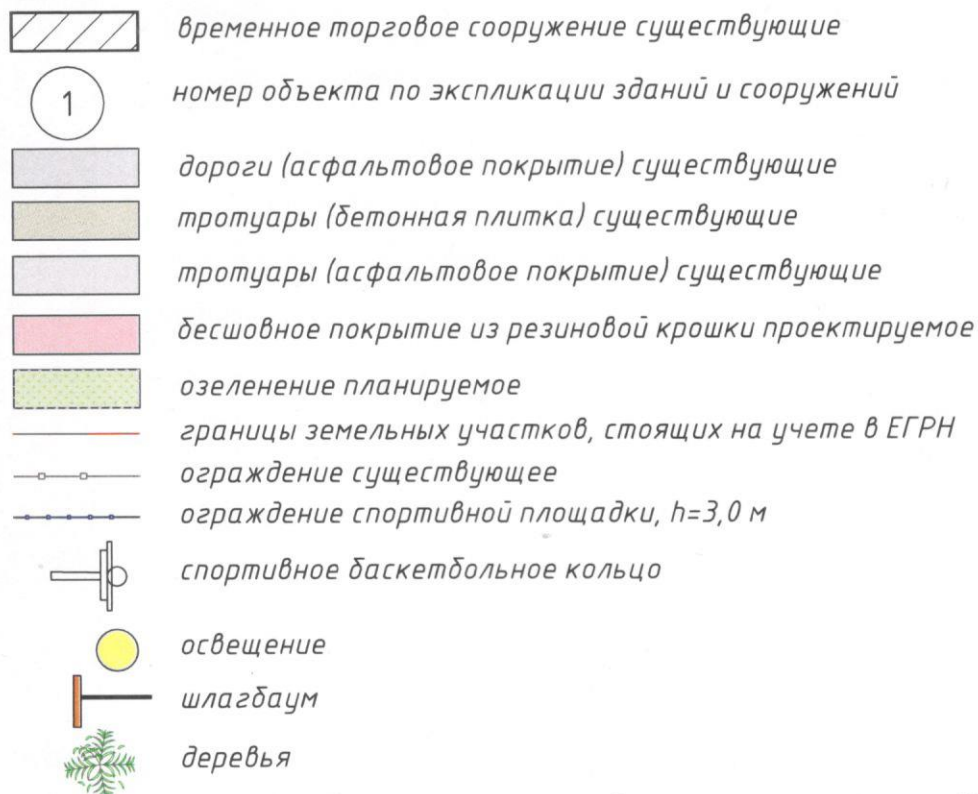 временное торговое сооружение существующие
1 номер объекта по экспликации зданий и сооружений
дороги (асфальтовое покрытие) существующие
тротуары (бетонная плитка) существующие
тротуары (асфальтовое покрытие) существующие
бесшовное покрытие из резиновой крошки проектируемое
озеленение планируемое
границы земельных участков, стоящих на учете в ЕГРН
ограждение существующее
ограждение спортивной площадки, h=3,0 м
спортивное баскетбольное кольцо
освещение
шлагбаум
деревья